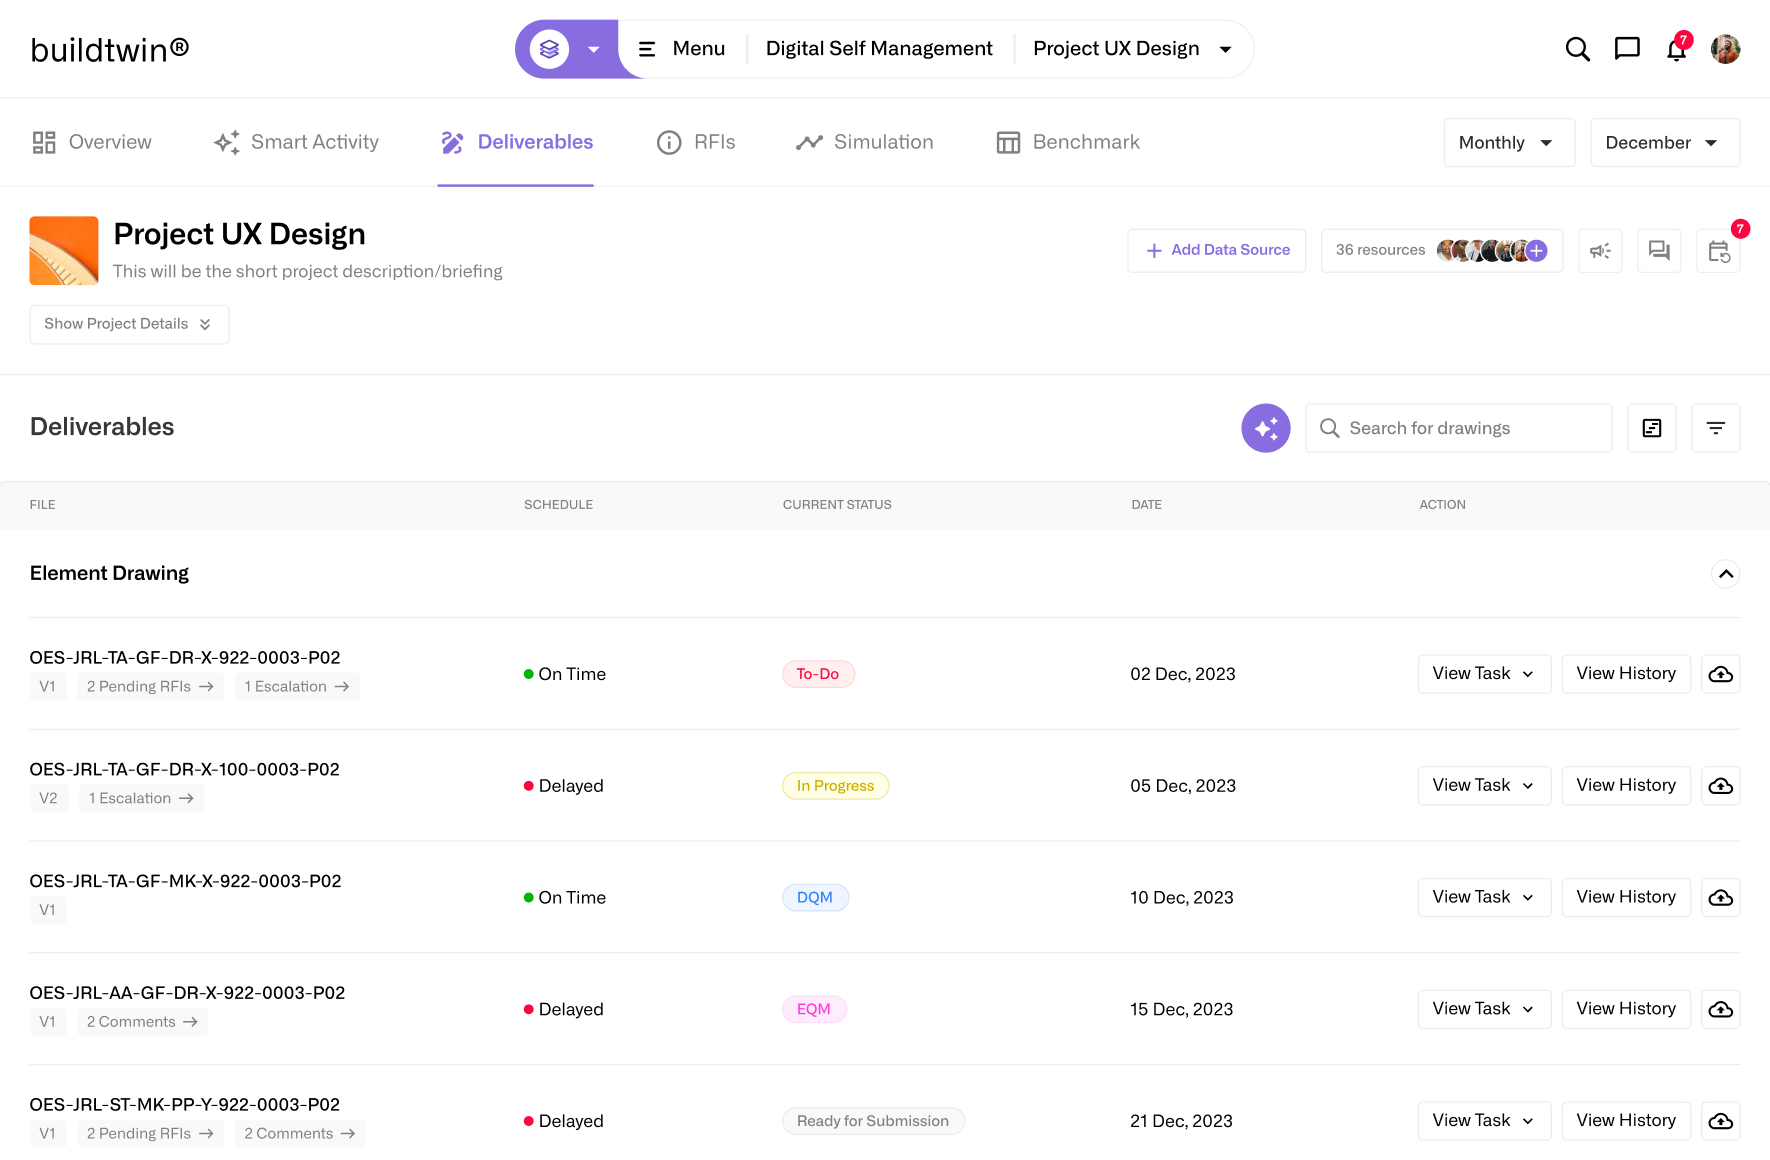 buildtwin®
Menu
Digital Self Management
Project UX Design
7
Overview
Smart Activity
Deliverables
RFIs
Simulation
Benchmark
Monthly
December
Project UX Design
This will be the short project description/briefing
Add Data Source
36 resources
7
Show Project Details
Deliverables
Search for drawings
FILE SCHEDULE CURRENT STATUS DATE ACTION
Element Drawing
OES-JRL-TA-GF-DR-X-922-0003-P02
V1 2 Pending RFIs → 1 Escalation →
On Time To-Do 02 Dec, 2023 View Task View History
OES-JRL-TA-GF-DR-X-100-0003-P02
V2 1 Escalation →
Delayed In Progress 05 Dec, 2023 View Task View History
OES-JRL-TA-GF-MK-X-922-0003-P02
V1
On Time DQM 10 Dec, 2023 View Task View History
OES-JRL-AA-GF-DR-X-922-0003-P02
V1 2 Comments →
Delayed EQM 15 Dec, 2023 View Task View History
OES-JRL-ST-MK-PP-Y-922-0003-P02
V1 2 Pending RFIs → 2 Comments →
Delayed Ready for Submission 21 Dec, 2023 View Task View History